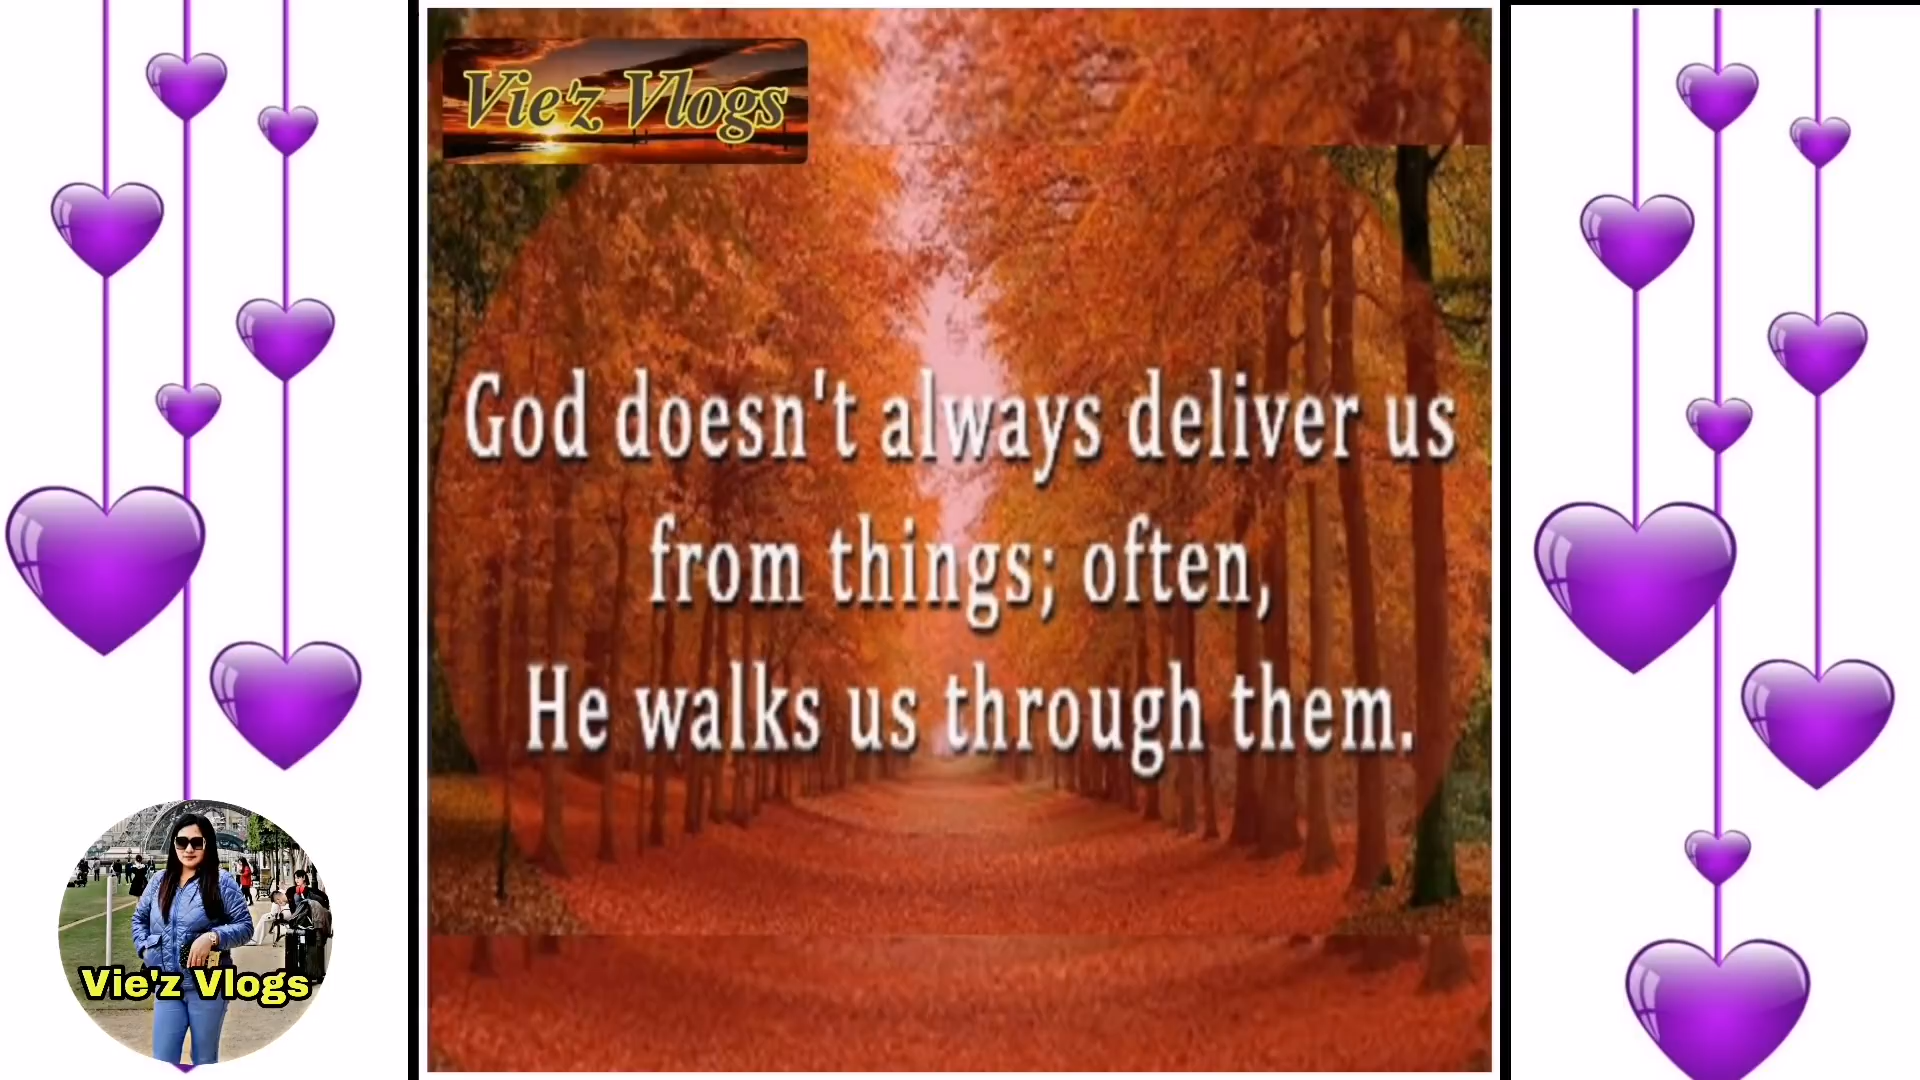 Vie'z Vlogs
God doesn't always deliver us
from things; often,
He walks us through them.
Vie'z Vlogs